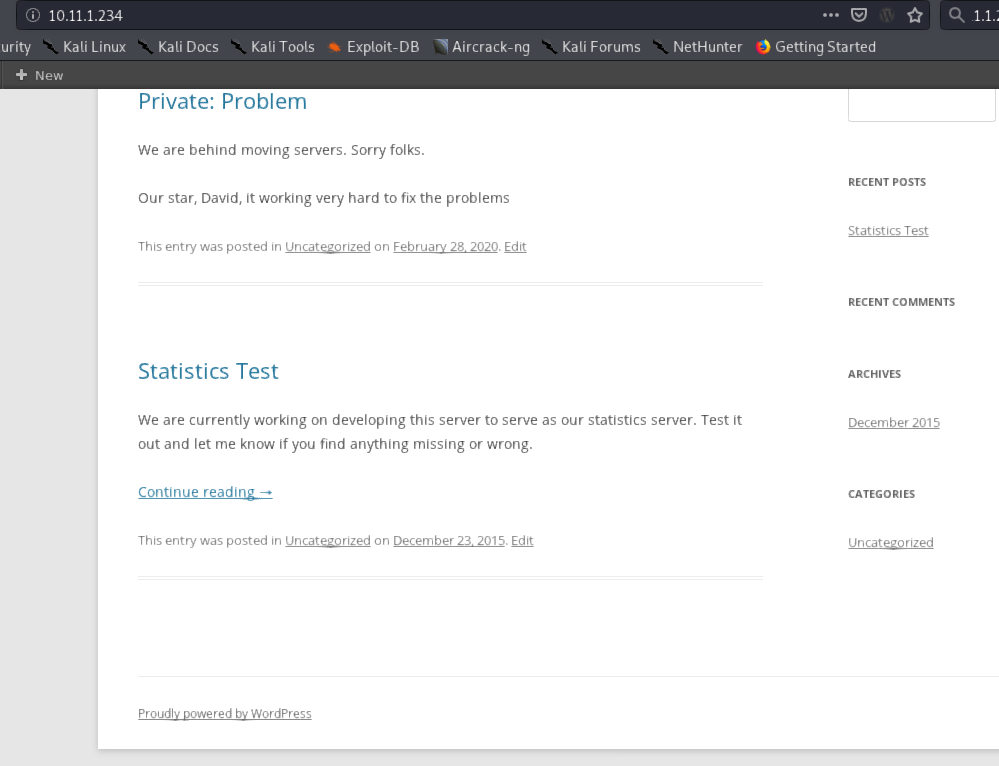 10.11.1.234
urity Kali Linux Kali Docs Kali Tools Exploit-DB Aircrack-ng Kali Forums NetHunter Getting Started
New
Private: Problem
We are behind moving servers. Sorry folks.
Our star, David, it working very hard to fix the problems
This entry was posted in Uncategorized on February 28, 2020. Edit
Statistics Test
We are currently working on developing this server to serve as our statistics server. Test it
out and let me know if you find anything missing or wrong.
Continue reading →
This entry was posted in Uncategorized on December 23, 2015. Edit
RECENT POSTS
Statistics Test
RECENT COMMENTS
ARCHIVES
December 2015
CATEGORIES
Uncategorized
Proudly powered by WordPress